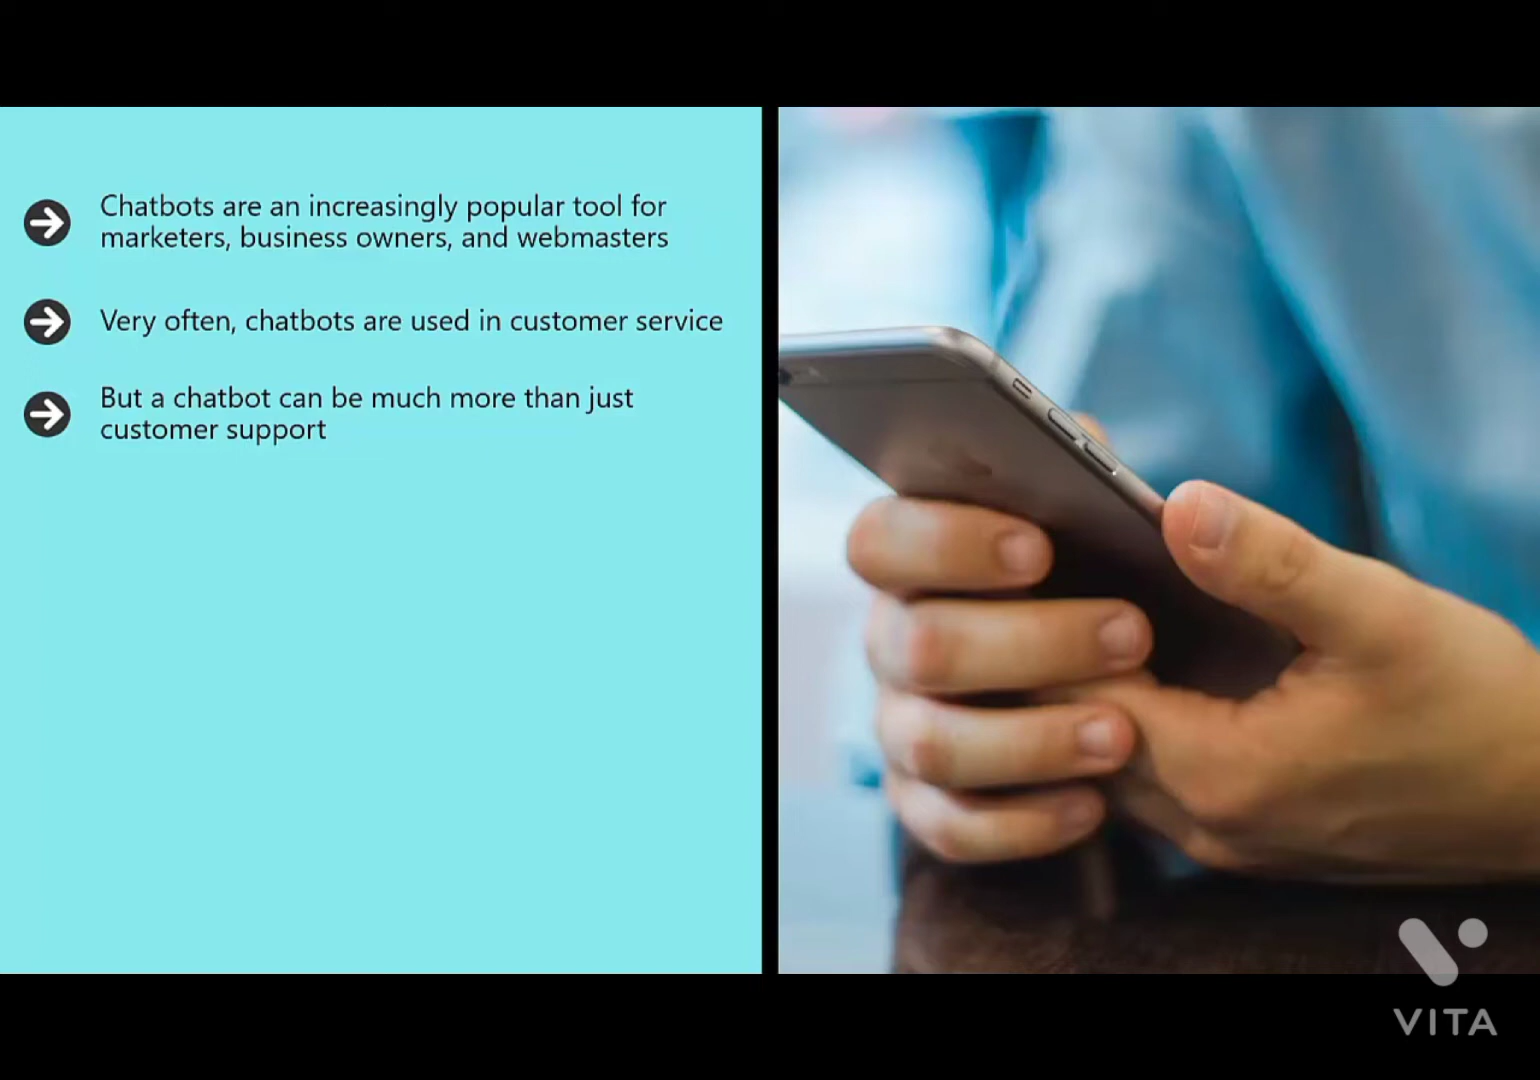 Chatbots are an increasingly popular tool for
marketers, business owners, and webmasters
Very often, chatbots are used in customer service
But a chatbot can be much more than just
customer support
VITA